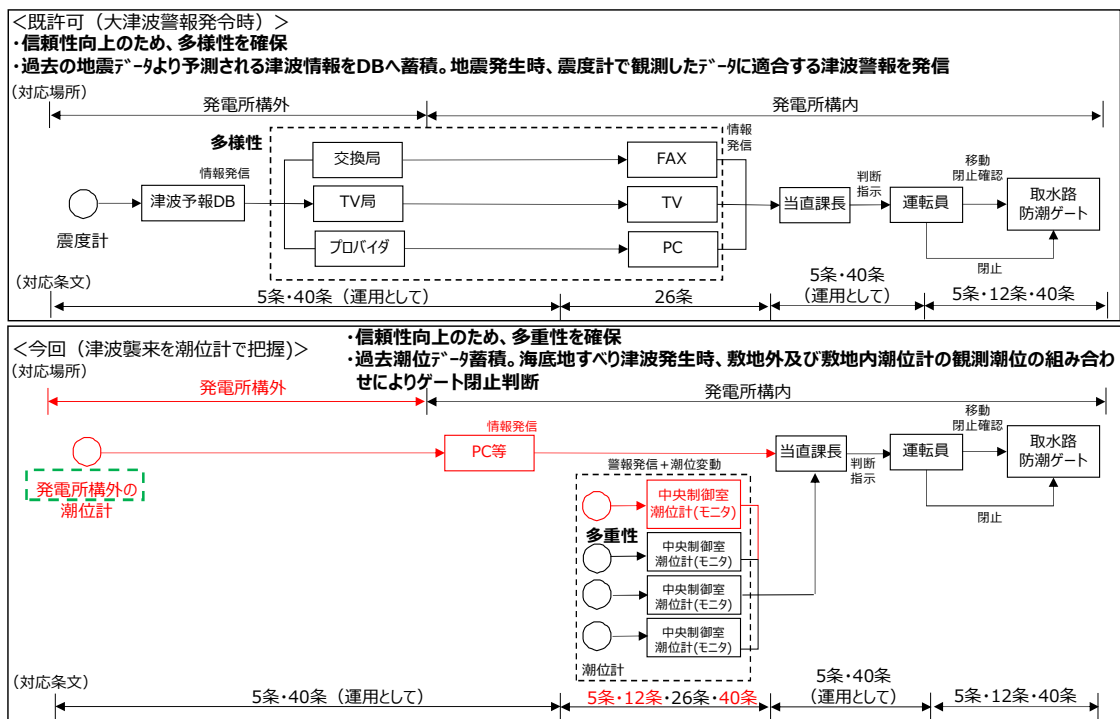 ＜既許可（大津波警報発令時）＞
・信頼性向上のため、多様性を確保
・過去の地震ﾃﾞｰﾀより予測される津波情報をDBへ蓄積。地震発生時、震度計で観測したﾃﾞｰﾀに適合する津波警報を発信
(対応場所)
発電所構外
発電所構内
多様性
情報
発信
情報発信
交換局
FAX
移動
閉止確認
判断
指示
津波予報DB
TV局
TV
当直課長
運転員
取水路
防潮ゲート
震度計
プロバイダ
PC
閉止
(対応条文)
5条・40条（運用として）
26条
5条・40条
(運用として)
5条・12条・40条
＜今回（津波襲来を潮位計で把握)＞
・信頼性向上のため、多重性を確保
・過去潮位ﾃﾞｰﾀ蓄積。海底地すべり津波発生時、敷地外及び敷地内潮位計の観測潮位の組み合わ
せによりゲート閉止判断
(対応場所)
発電所構外
発電所構内
情報発信
移動
閉止確認
PC等
当直課長
判断
指示
運転員
取水路
防潮ゲート
発電所構外の
潮位計
警報発信＋潮位変動
閉止
中央制御室
潮位計(ﾓﾆﾀ)
多重性
中央制御室
潮位計(ﾓﾆﾀ)
中央制御室
潮位計(ﾓﾆﾀ)
中央制御室
潮位計(ﾓﾆﾀ)
潮位計
(対応条文)
5条・40条（運用として）
5条・12条・26条・40条
5条・40条
(運用として)
5条・12条・40条